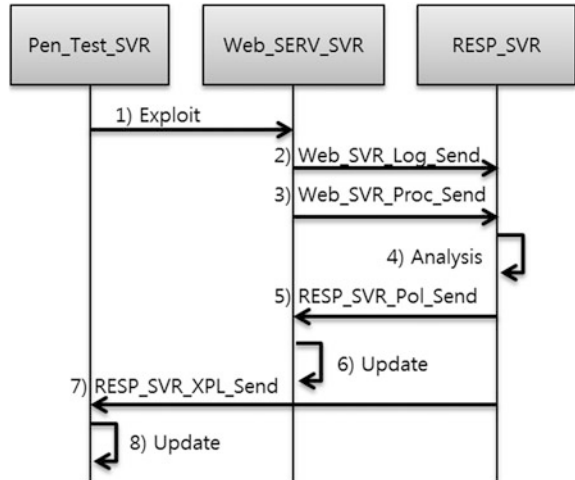 Pen_Test_SVR
Web_SERV_SVR
RESP_SVR
1) Exploit
2) Web_SVR_Log_Send
3) Web_SVR_Proc_Send
4) Analysis
5) RESP_SVR_Pol_Send
6) Update
7) RESP_SVR_XPL_Send
8) Update